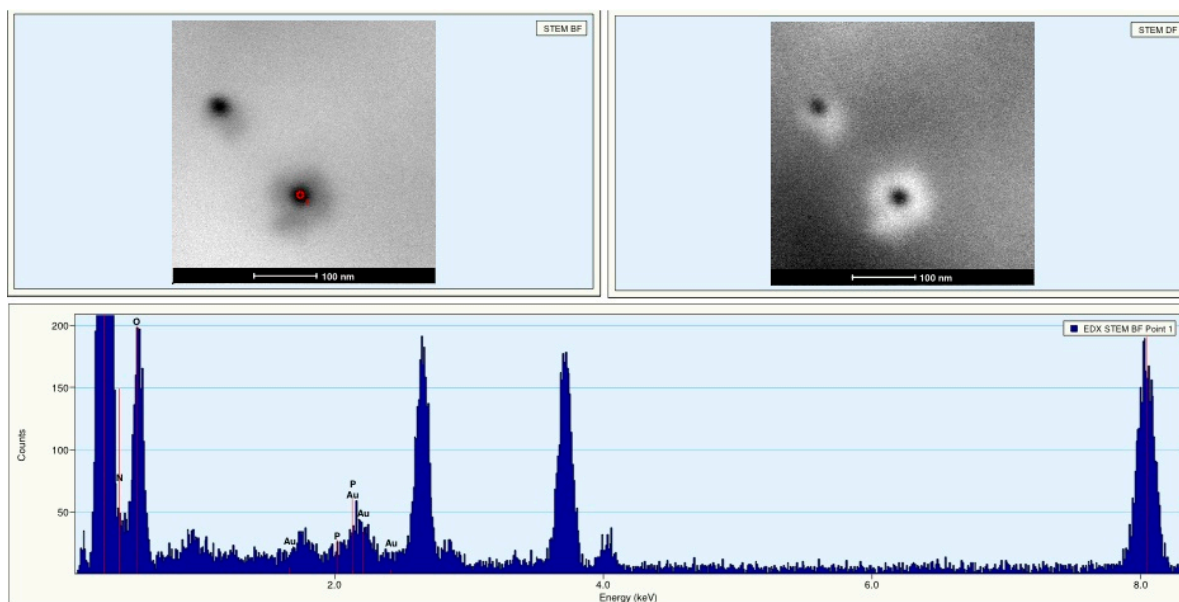 STEM BF
STEM DF
100 nm
100 nm
EDX STEM BF Point 1
200
150
100
50
Counts
O
N
Au
P
P
Au
Au
Au
2.0
4.0
6.0
8.0
Energy (keV)